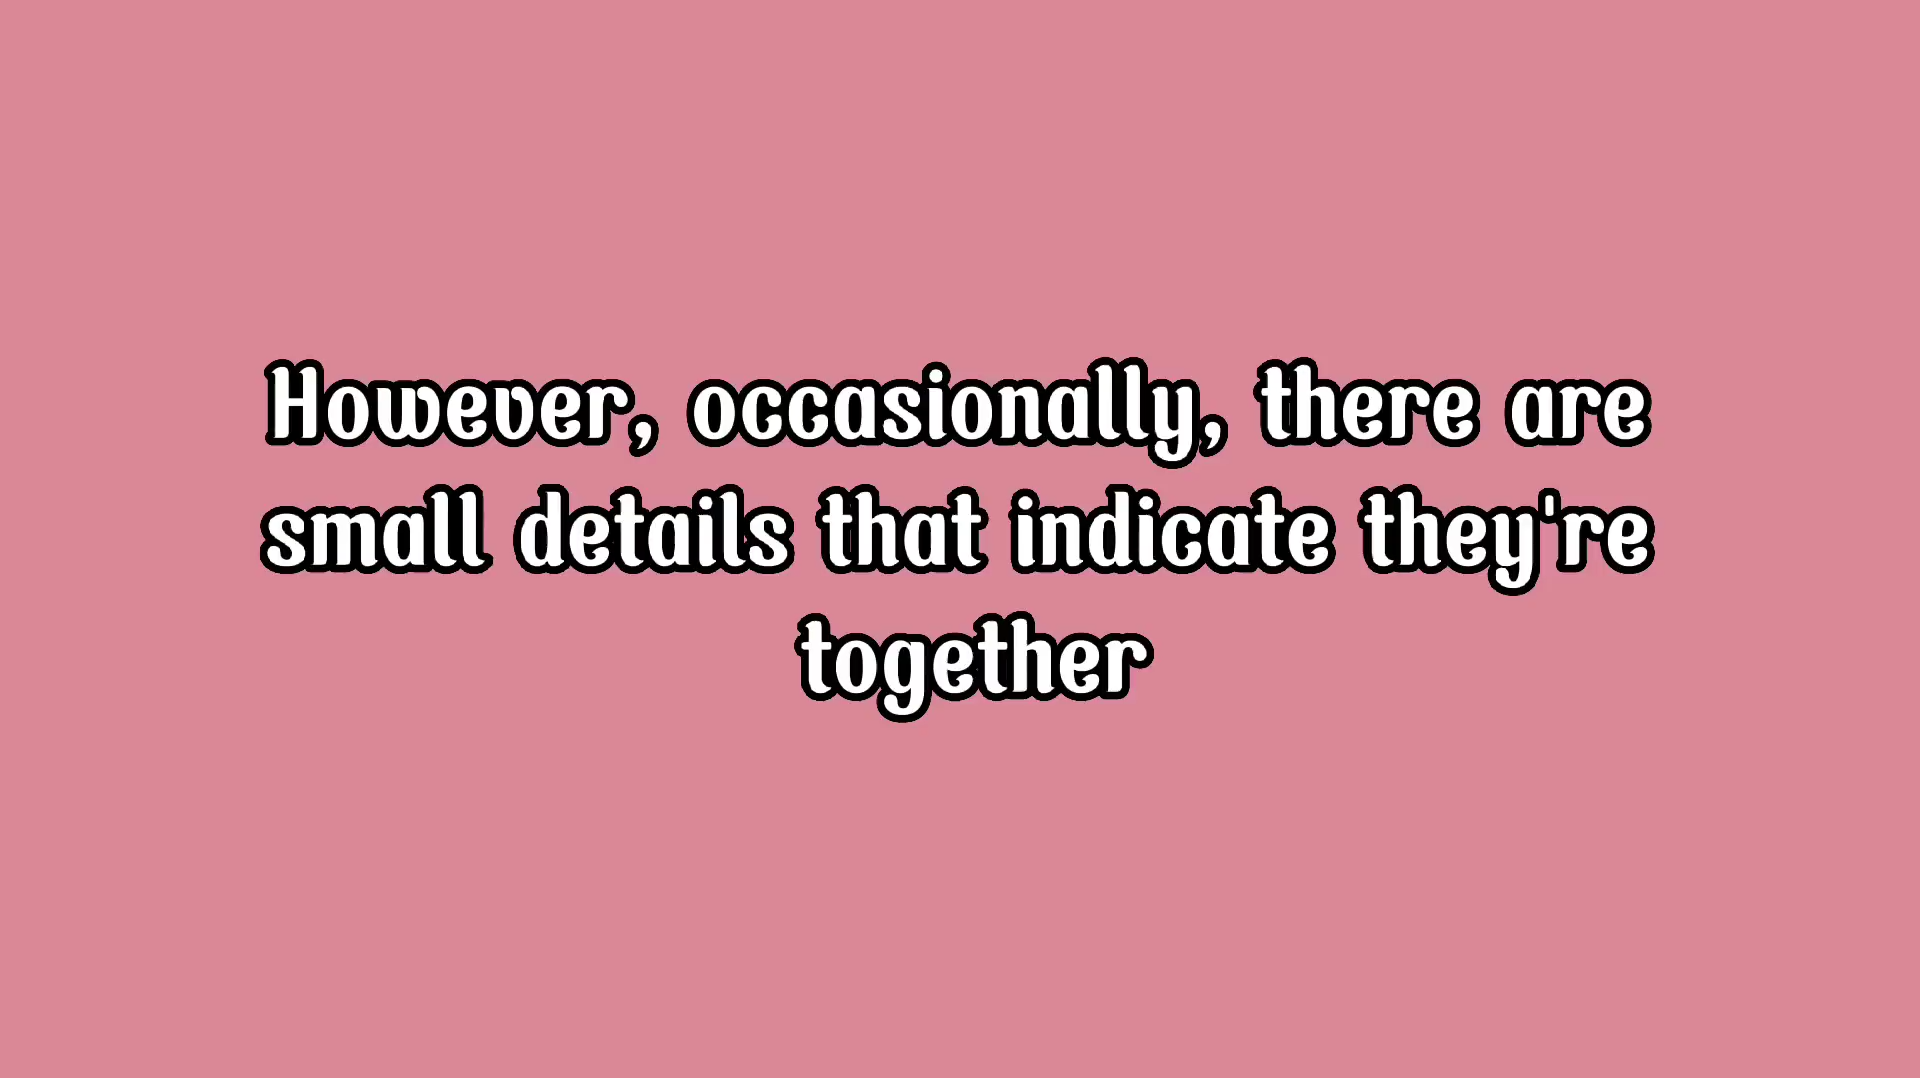 However, occasionally, there are
small details that indicate they're
together